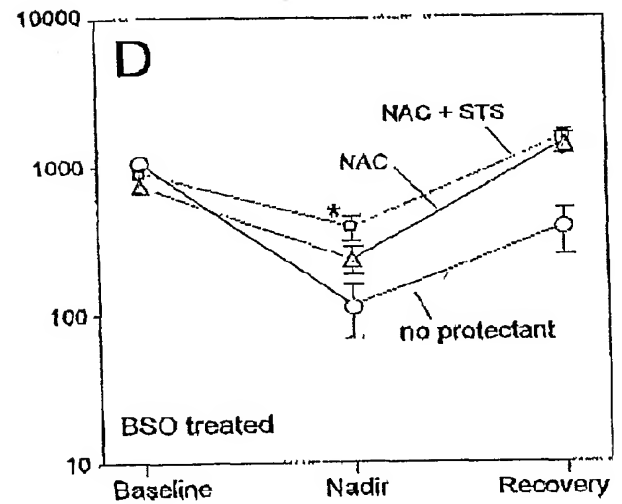 10000
D
NAC + STS
NAC
1000
*
100
no protectant
BSO treated
10
Baseline
Nadir
Recovery